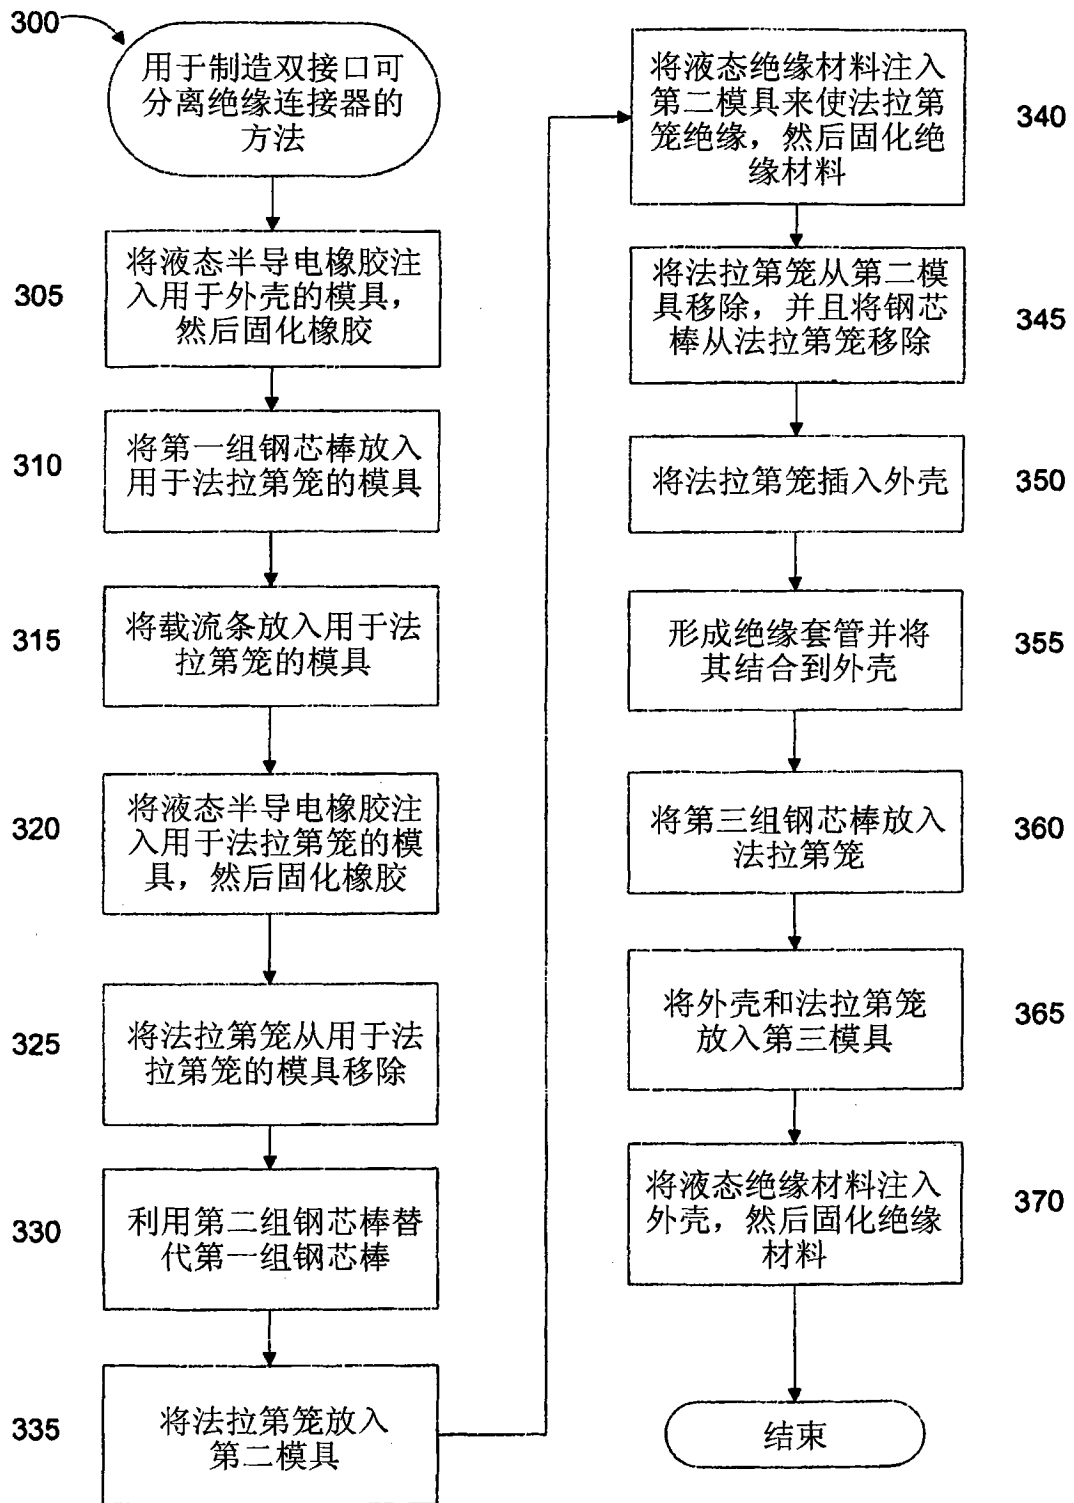 300
用于制造双接口可
分离绝缘连接器的
方法
305
将液态半导电橡胶注
入用于外壳的模具，
然后固化橡胶
310
将第一组钢芯棒放入
用于法拉第笼的模具
315
将载流条放入用于法
拉第笼的模具
320
将液态半导电橡胶注
入用于法拉第笼的模
具，然后固化橡胶
325
将法拉第笼从用于法
拉第笼的模具移除
330
利用第二组钢芯棒替
代第一组钢芯棒
335
将法拉第笼放入
第二模具
将液态绝缘材料注入
第二模具来使法拉第
笼绝缘，然后固化绝
缘材料
340
将法拉第笼从第二模
具移除，并且将钢芯
棒从法拉第笼移除
345
将法拉第笼插入外壳
350
形成绝缘套管并将
其结合到外壳
355
将第三组钢芯棒放入
法拉第笼
360
将外壳和法拉第笼
放入第三模具
365
将液态绝缘材料注入
外壳，然后固化绝缘
材料
370
结束